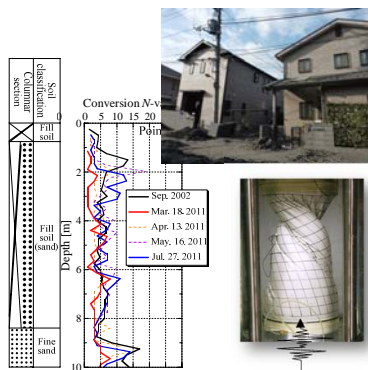 Soil
classification
Columnar
section
Conversion N-v
Poin
0
5
10
15
20
Fill
soil
Fill
soil
(sand)
Fine
sand
Depth [m]
2
4
6
8
10
Sep. 2002
Mar. 18, 2011
Apr. 13, 2011
May, 16, 2011
Jul. 27, 2011